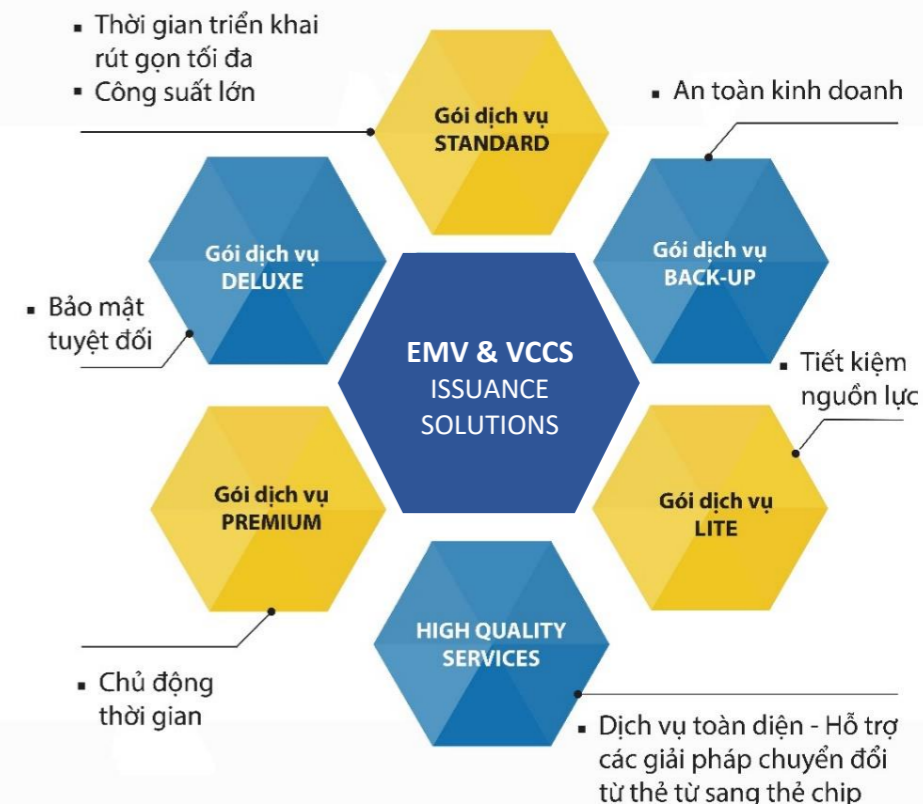 ▪ Thời gian triển khai
rút gọn tối đa
▪ Công suất lớn
Gói dịch vụ
STANDARD
▪ An toàn kinh doanh
Gói dịch vụ
DELUXE
Gói dịch vụ
BACK-UP
▪ Bảo mật
tuyệt đối
EMV & VCCS
ISSUANCE
SOLUTIONS
▪ Tiết kiệm
nguồn lực
Gói dịch vụ
PREMIUM
Gói dịch vụ
LITE
HIGH QUALITY
SERVICES
▪ Chủ động
thời gian
▪ Dịch vụ toàn diện - Hỗ trợ
các giải pháp chuyển đổi
từ thẻ từ sang thẻ chip